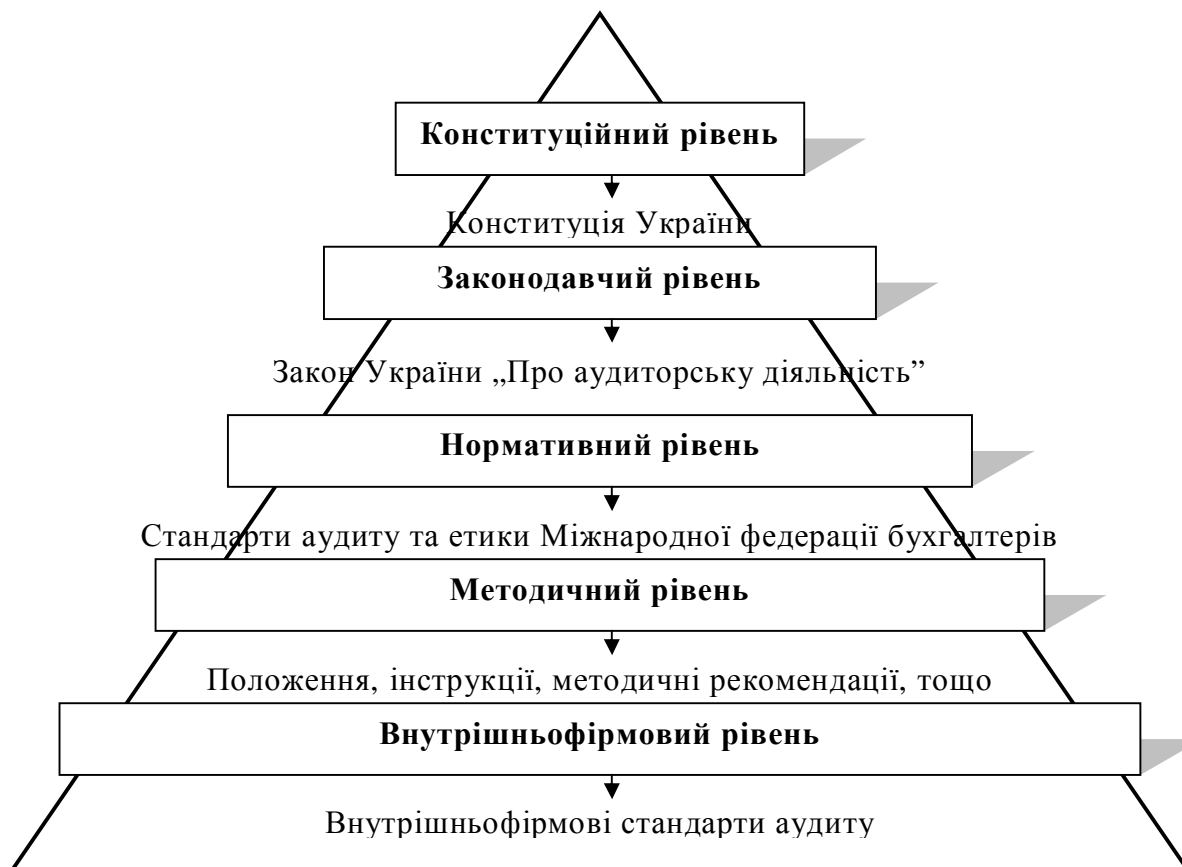 Конституційний рівень
Конституція України
Законодавчий рівень
Закон України „Про аудиторську діяльність”
Нормативний рівень
Стандарти аудиту та етики Міжнародної федерації бухгалтерів
Методичний рівень
Положення, інструкції, методичні рекомендації, тощо
Внутрішньофірмовий рівень
Внутрішньофірмові стандарти аудиту